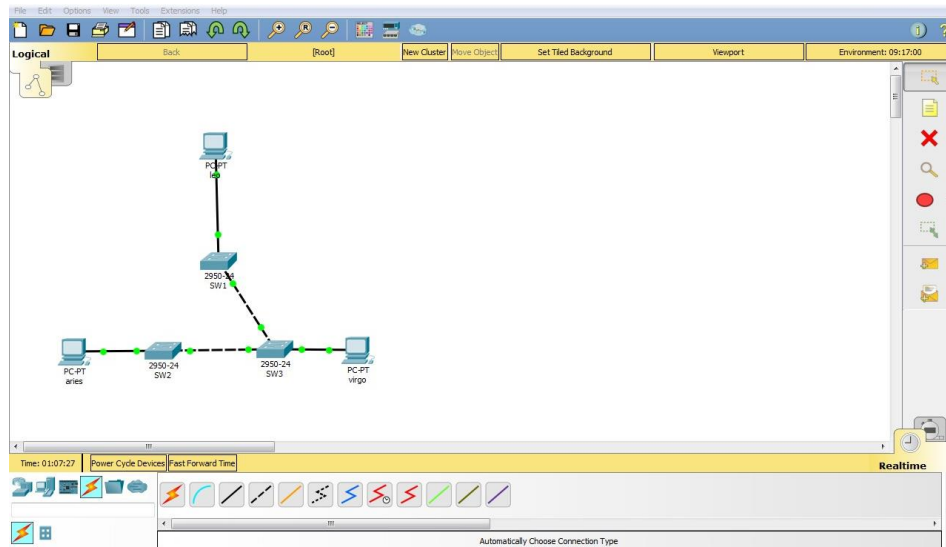 File Edit Options View Tools Extensions Help
Logical
Back
[Root]
New Cluster
Move Object
Set Tiled Background
Viewport
Environment: 09:17:00
PC-PT
leo
2950-24
SW1
PC-PT
aries
2950-24
SW2
2950-24
SW3
PC-PT
virgo
Time: 01:07:27
Power Cycle Devices
Fast Forward Time
Realtime
Automatically Choose Connection Type